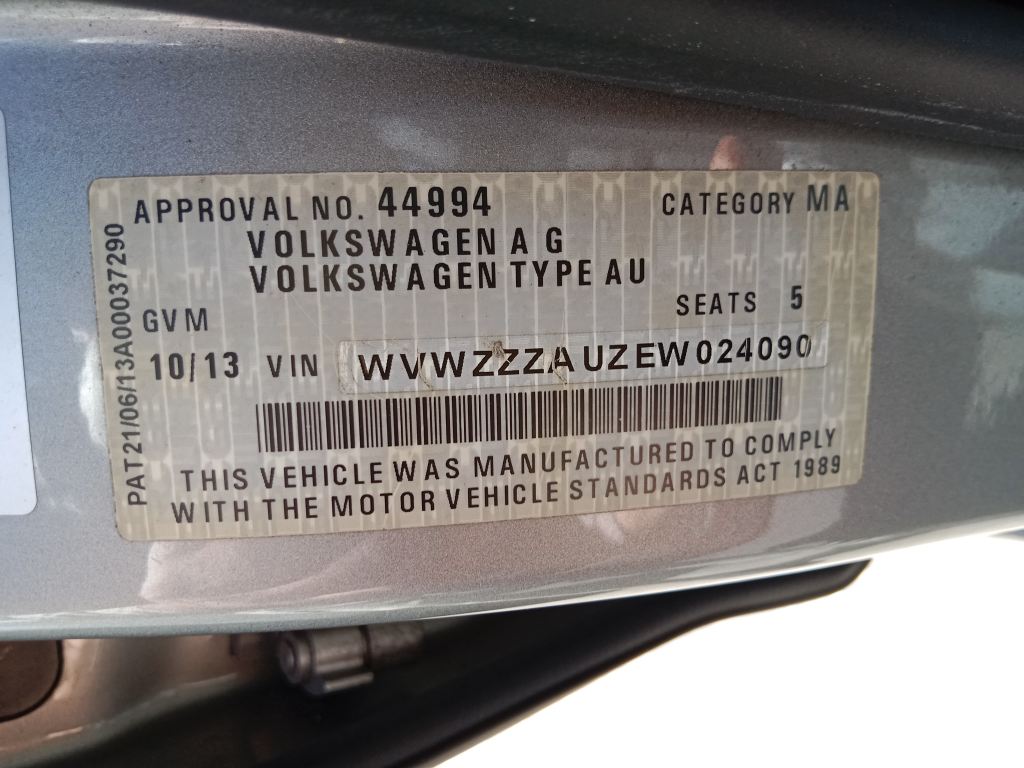 APPROVAL NO. 44994 CATEGORY MA
VOLKSWAGEN A G
VOLKSWAGEN TYPE AU
SEATS 5
GVM
10/13 VIN WVWZZZAUZEW024090
THIS VEHICLE WAS MANUFACTURED TO COMPLY
WITH THE MOTOR VEHICLE STANDARDS ACT 1989
PAT21/06/13A00037290